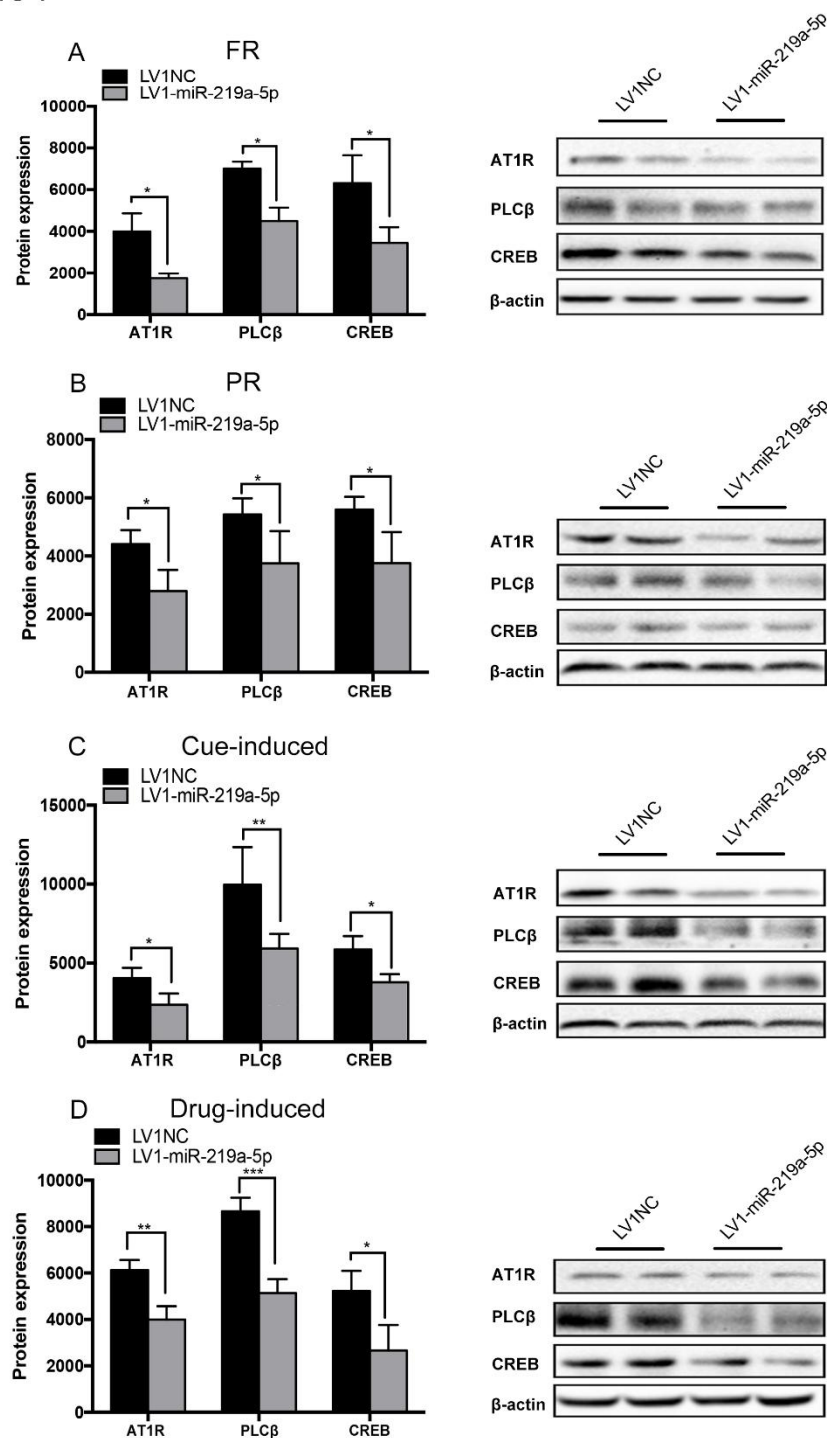 A
FR
LV1NC
LV1-miR-219a-5p
Protein expression
10000
8000
6000
4000
2000
0
*
*
*
AT1R
PLCβ
CREB
LV1NC
LV1-miR-219a-5p
AT1R
PLCβ
CREB
β-actin
B
PR
LV1NC
LV1-miR-219a-5p
Protein expression
8000
6000
4000
2000
0
*
*
*
AT1R
PLCβ
CREB
LV1NC
LV1-miR-219a-5p
AT1R
PLCβ
CREB
β-actin
C
Cue-induced
LV1NC
LV1-miR-219a-5p
Protein expression
15000
10000
5000
0
*
**
*
AT1R
PLCβ
CREB
LV1NC
LV1-miR-219a-5p
AT1R
PLCβ
CREB
β-actin
D
Drug-induced
LV1NC
LV1-miR-219a-5p
Protein expression
10000
8000
6000
4000
2000
0
**
***
*
AT1R
PLCβ
CREB
LV1NC
LV1-miR-219a-5p
AT1R
PLCβ
CREB
β-actin